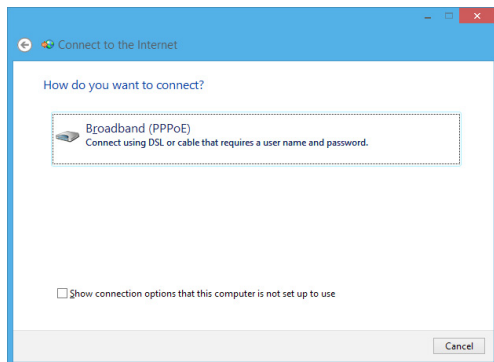 Connect to the Internet
How do you want to connect?
Broadband (PPPoE)
Connect using DSL or cable that requires a user name and password.
Show connection options that this computer is not set up to use
Cancel